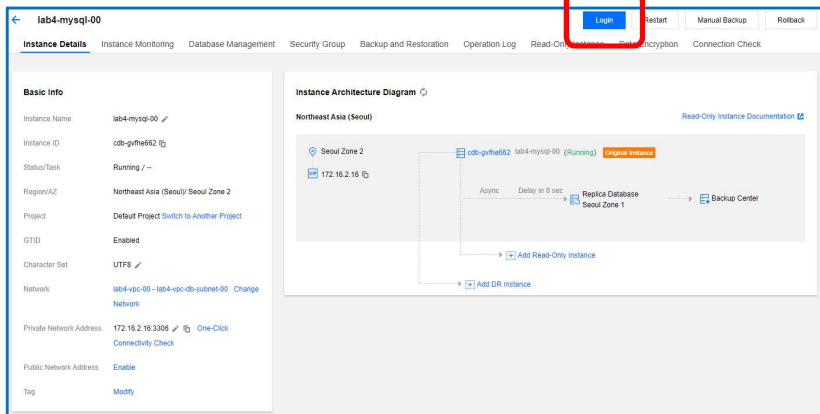 lab4-mysql-00
Login
Restart
Manual Backup
Rollback
Instance Details
Instance Monitoring
Database Management
Security Group
Backup and Restoration
Operation Log
Read-Only Instance
Data Encryption
Connection Check
Basic Info
Instance Name lab4-mysql-00
Instance ID cdb-gvfhe662
Status/Task Running / --
Region/AZ Northeast Asia (Seoul)/ Seoul Zone 2
Project Default Project Switch to Another Project
GTID Enabled
Character Set UTF8
Network lab4-vpc-00 - lab4-vpc-db-subnet-00 Change
Network
Private Network Address 172.16.2.16:3306 One-Click
Connectivity Check
Public Network Address Enable
Tag Modify
Instance Architecture Diagram
Northeast Asia (Seoul)
Read-Only Instance Documentation
Seoul Zone 2
VIP 172.16.2.16
cdb-gvfhe662 lab4-mysql-00 (Running) Original Instance
Async Delay in 0 sec
Replica Database
Seoul Zone 1
Backup Center
Add Read-Only Instance
Add DR Instance